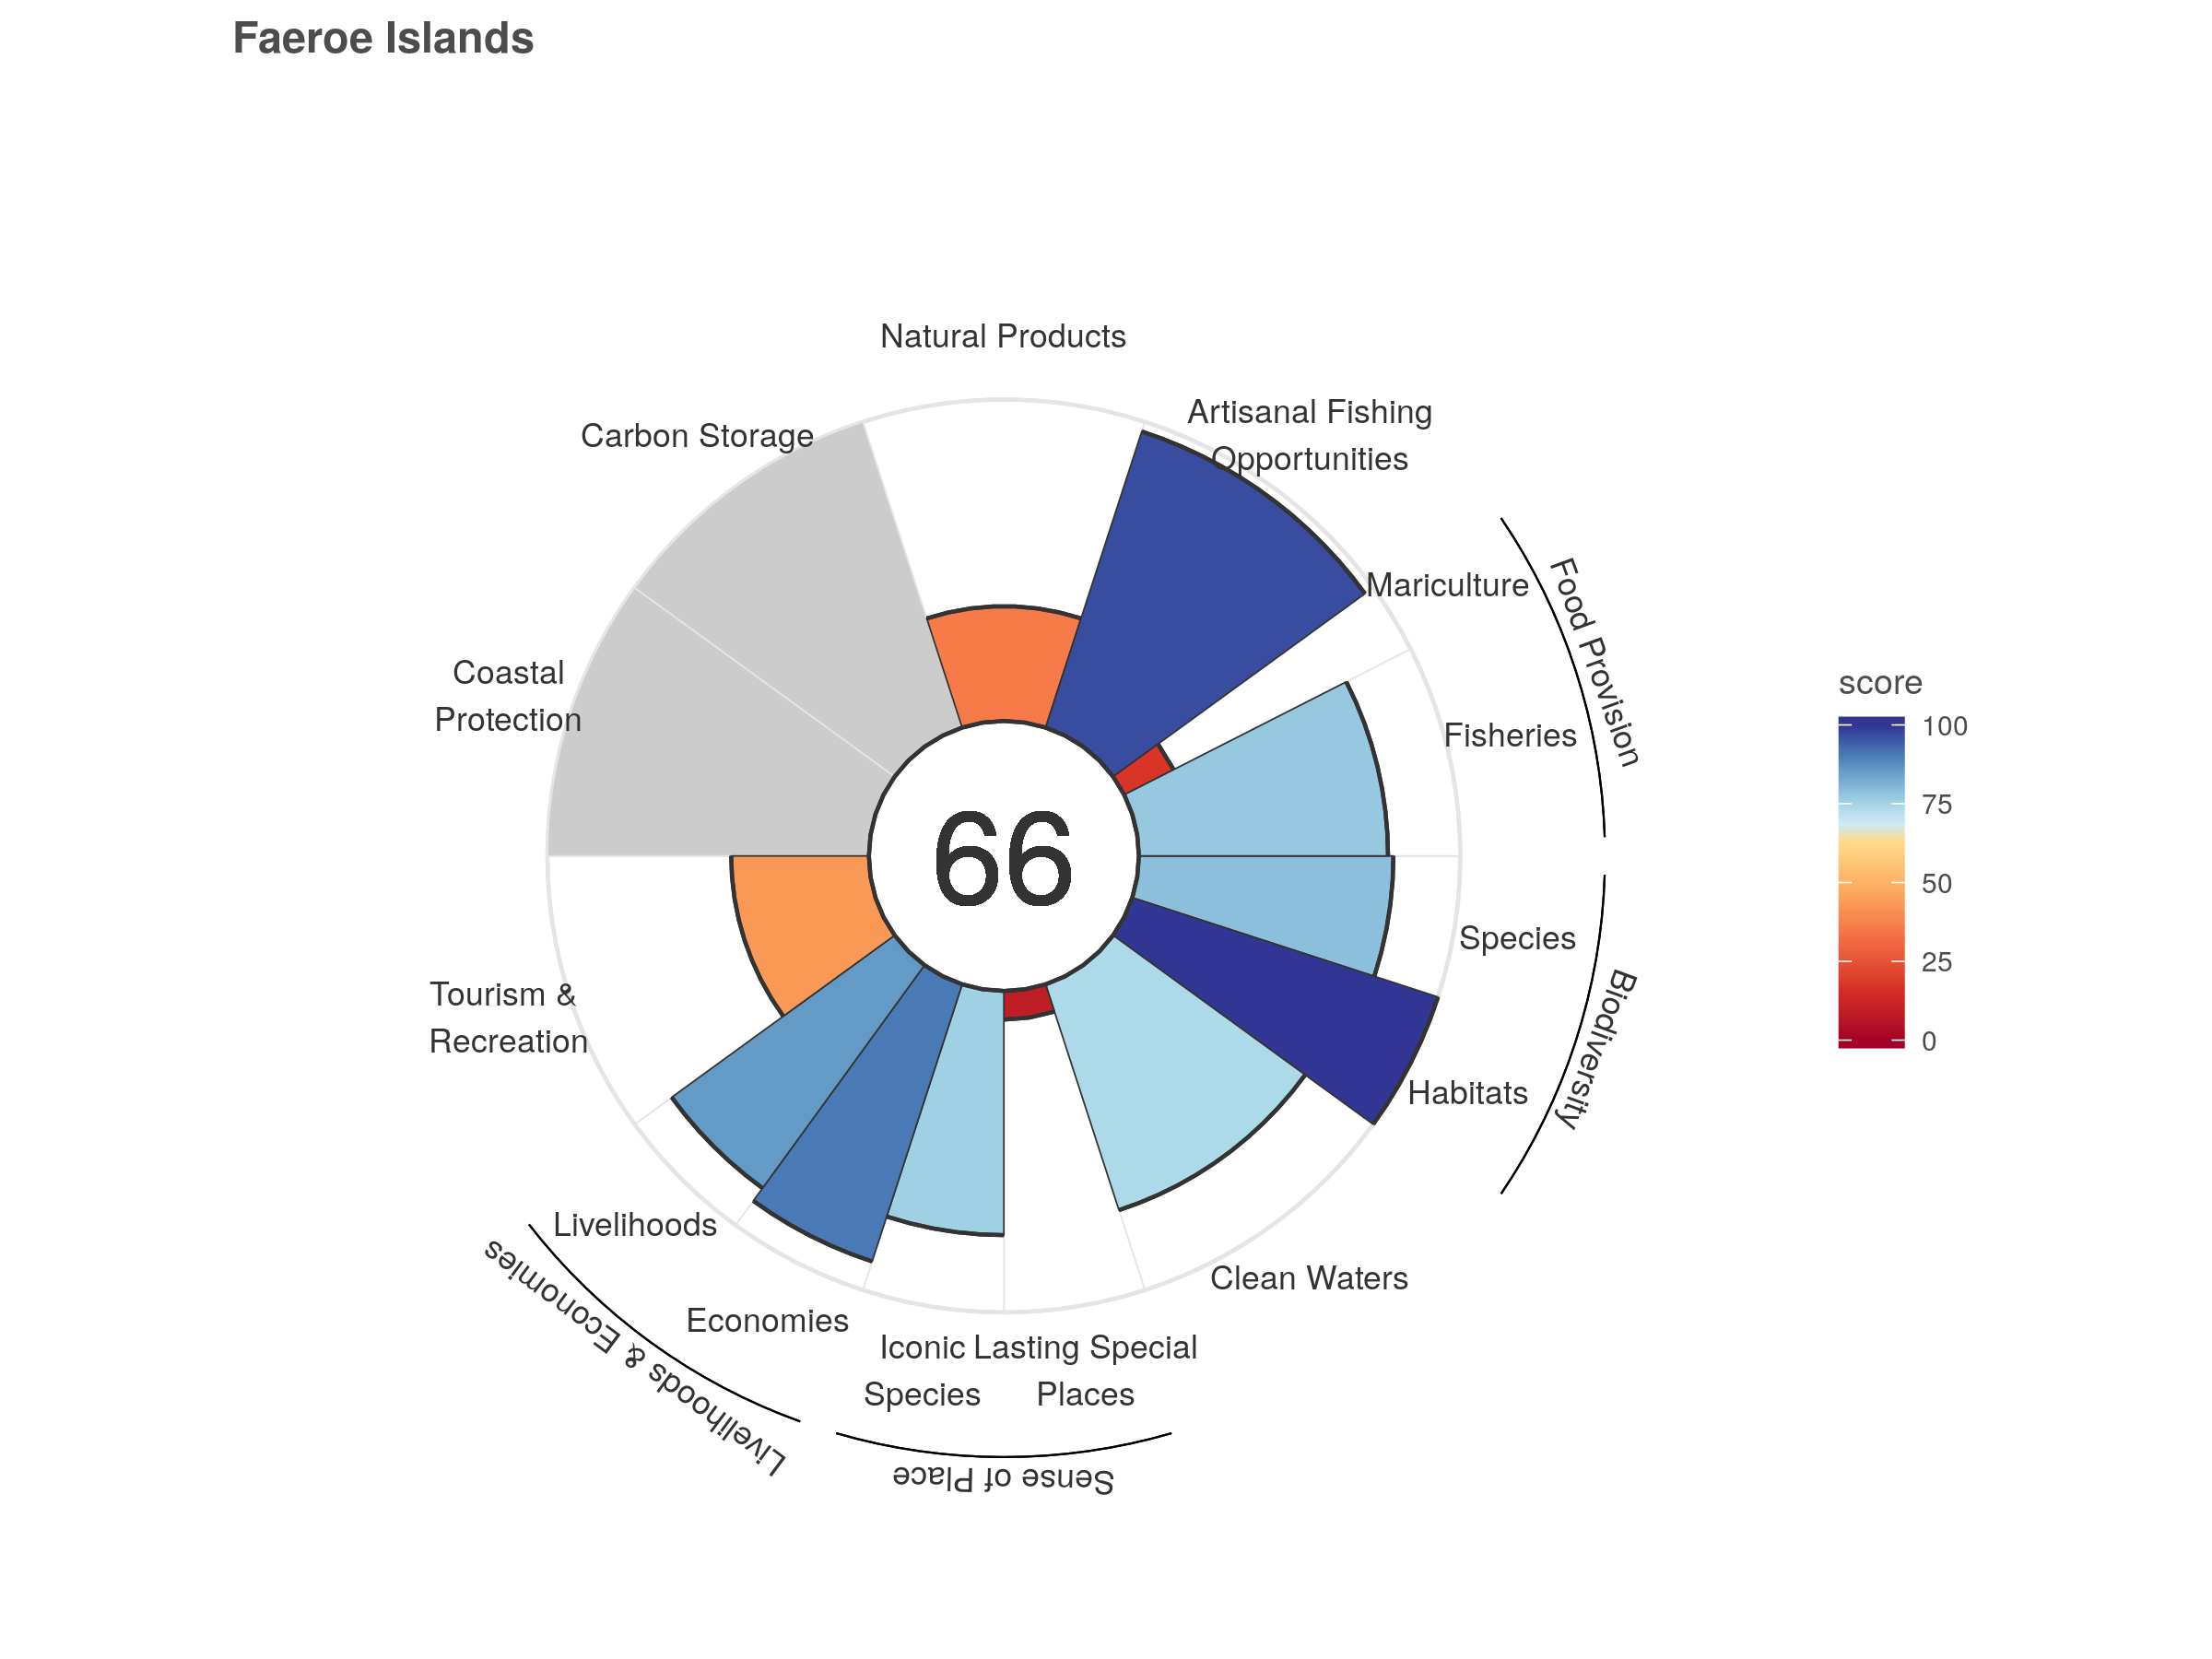 Faeroe Islands
Natural Products
Artisanal Fishing
Opportunities
Carbon Storage
Mariculture
Food Provision
Coastal
Protection
Fisheries
score
100
75
50
25
0
66
Species
Biodiversity
Tourism &
Recreation
Habitats
Livelihoods
Clean Waters
Economies
Livelihoods & Economies
Iconic
Species
Lasting Special
Places
Sense of Place